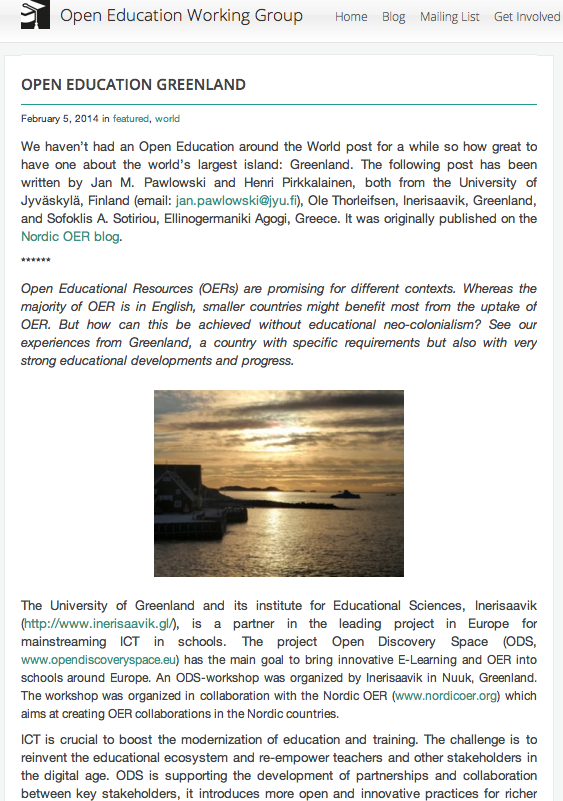 Open Education Working Group
Home Blog Mailing List Get Involved
OPEN EDUCATION GREENLAND
February 5, 2014 in featured, world
We haven't had an Open Education around the World post for a while so how great to
have one about the world's largest island: Greenland. The following post has been
written by Jan M. Pawlowski and Henri Pirkkalainen, both from the University of
Jyväskylä, Finland (email: jan.pawlowski@jyu.fi), Ole Thorleifsen, Inerisaavik, Greenland,
and Sofoklis A. Sotiriou, Ellinogermaniki Agogi, Greece. It was originally published on the
Nordic OER blog.
******
Open Educational Resources (OERs) are promising for different contexts. Whereas the
majority of OER is in English, smaller countries might benefit most from the uptake of
OER. But how can this be achieved without educational neo-colonialism? See our
experiences from Greenland, a country with specific requirements but also with very
strong educational developments and progress.
The University of Greenland and its institute for Educational Sciences, Inerisaavik
(http://www.inerisaavik.gl/), is a partner in the leading project in Europe for
mainstreaming ICT in schools. The project Open Discovery Space (ODS,
www.opendiscoveryspace.eu) has the main goal to bring innovative E-Learning and OER into
schools around Europe. An ODS-workshop was organized by Inerisaavik in Nuuk, Greenland.
The workshop was organized in collaboration with the Nordic OER (www.nordicoer.org) which
aims at creating OER collaborations in the Nordic countries.
ICT is crucial to boost the modernization of education and training. The challenge is to
reinvent the educational ecosystem and re-empower teachers and other stakeholders in
the digital age. ODS is supporting the development of partnerships and collaboration
between key stakeholders, it introduces more open and innovative practices for richer